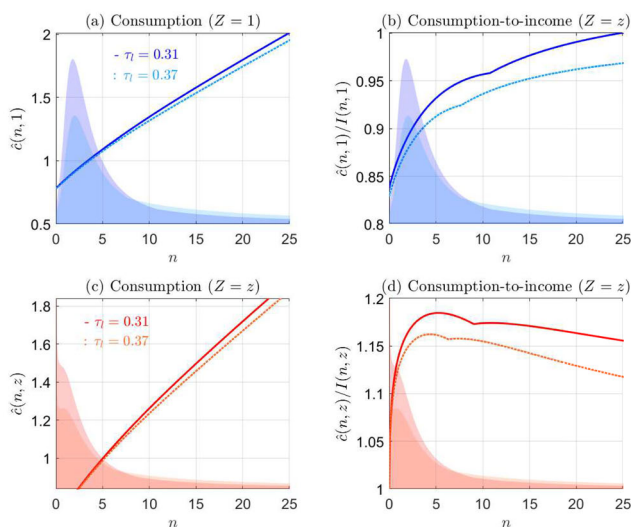 (a) Consumption (Z = 1)
2
1.5
1
0.5
0 5 10 15 20 25
n
ĉ(n, 1)
- τl = 0.31
: τl = 0.37
(b) Consumption-to-income (Z = z)
1
0.95
0.9
0.85
0.8
0 5 10 15 20 25
n
ĉ(n, 1)/I(n, 1)
(c) Consumption (Z = z)
1.8
1.6
1.4
1.2
1
0 5 10 15 20 25
n
ĉ(n, z)
- τl = 0.31
: τl = 0.37
(d) Consumption-to-income (Z = z)
1.2
1.15
1.1
1.05
1
0 5 10 15 20 25
n
ĉ(n, z)/I(n, z)